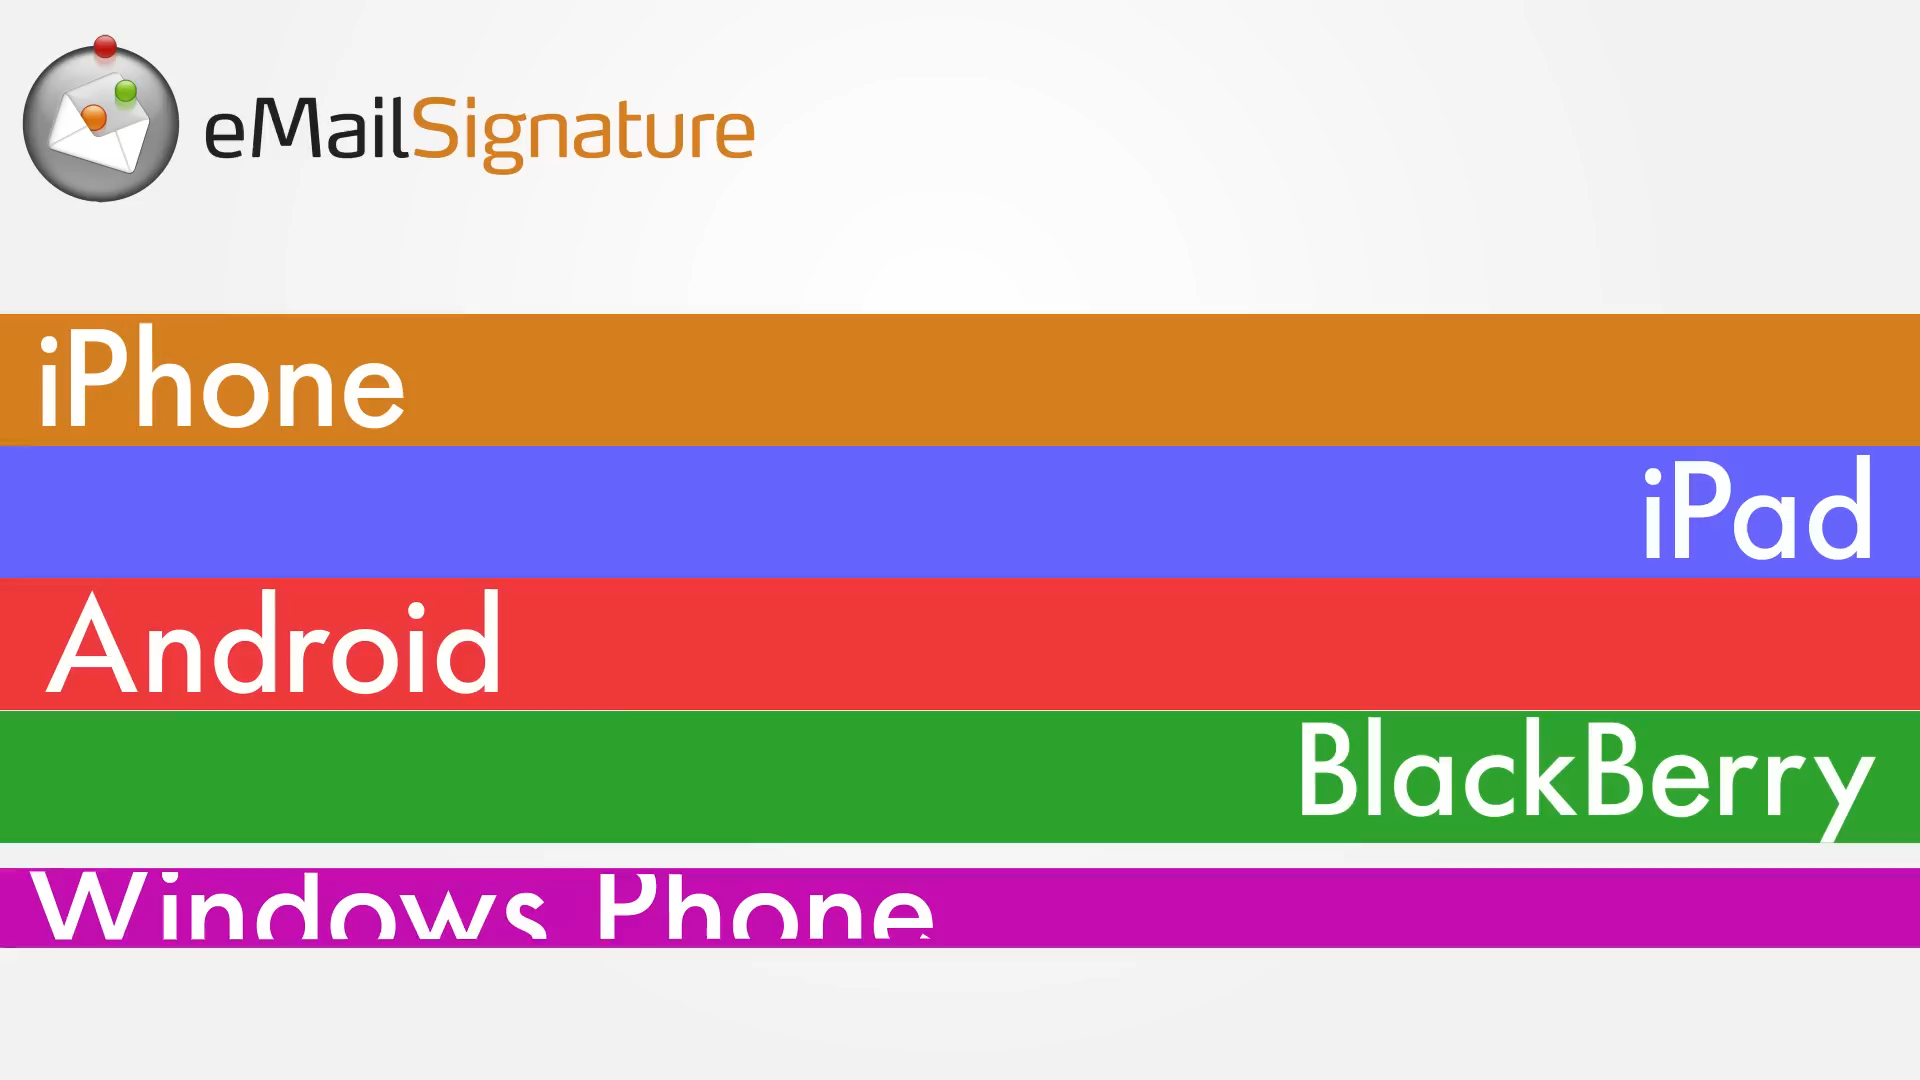 eMailSignature
iPhone
iPad
Android
BlackBerry
Windows Phone